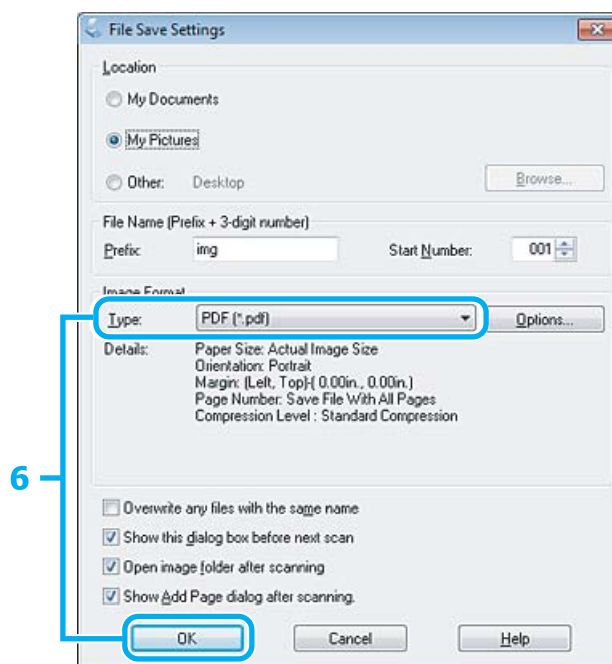 File Save Settings
Location
My Documents
My Pictures
Other: Desktop Browse...
File Name (Prefix + 3-digit number)
Prefix: img Start Number: 001
Image Format
Type: PDF (*.pdf) Options...
Details: Paper Size: Actual Image Size
Orientation: Portrait
Margin: (Left, Top)-( 0.00in., 0.00in.)
Page Number: Save File With All Pages
Compression Level : Standard Compression
6
Overwrite any files with the same name
Show this dialog box before next scan
Open image folder after scanning
Show Add Page dialog after scanning.
OK Cancel Help